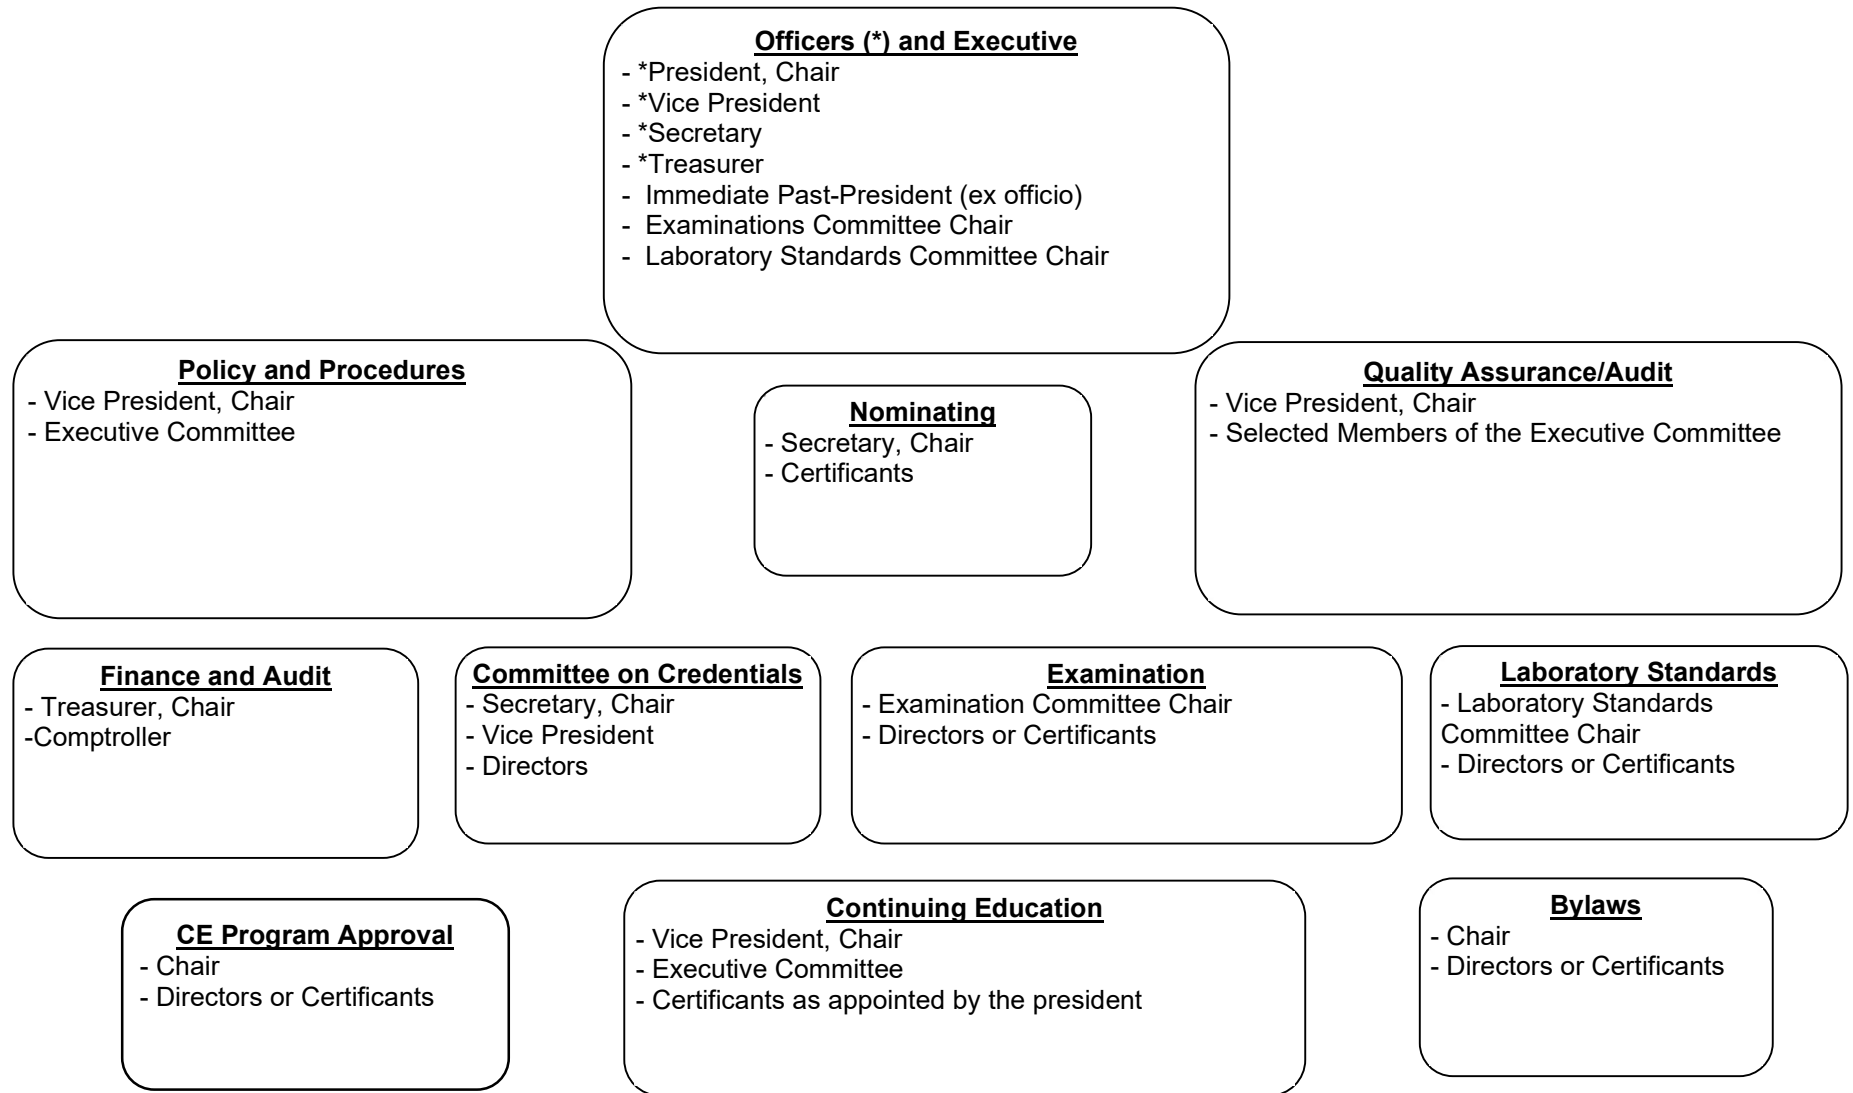 Officers (*) and Executive
- *President, Chair
- *Vice President
- *Secretary
- *Treasurer
- Immediate Past-President (ex officio)
- Examinations Committee Chair
- Laboratory Standards Committee Chair
Policy and Procedures
- Vice President, Chair
- Executive Committee
Nominating
- Secretary, Chair
- Certificants
Quality Assurance/Audit
- Vice President, Chair
- Selected Members of the Executive Committee
Finance and Audit
- Treasurer, Chair
-Comptroller
Committee on Credentials
- Secretary, Chair
- Vice President
- Directors
Examination
- Examination Committee Chair
- Directors or Certificants
Laboratory Standards
- Laboratory Standards
Committee Chair
- Directors or Certificants
CE Program Approval
- Chair
- Directors or Certificants
Continuing Education
- Vice President, Chair
- Executive Committee
- Certificants as appointed by the president
Bylaws
- Chair
- Directors or Certificants